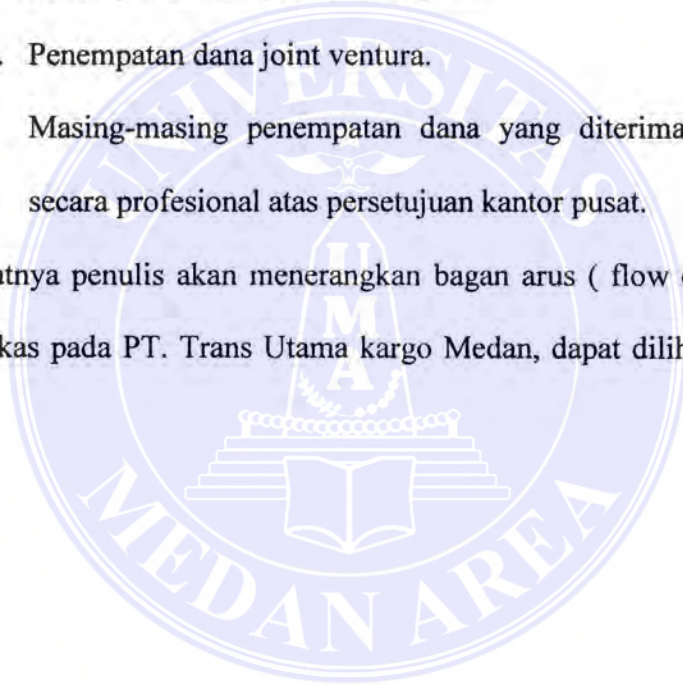 . Penempatan dana joint ventura.
Masing-masing penempatan dana yang diterima
secara profesional atas persetujuan kantor pusat.
tnya penulis akan menerangkan bagan arus ( flow
kas pada PT. Trans Utama kargo Medan, dapat dilih
UNIVERSITAS
UMA
MEDAN AREA